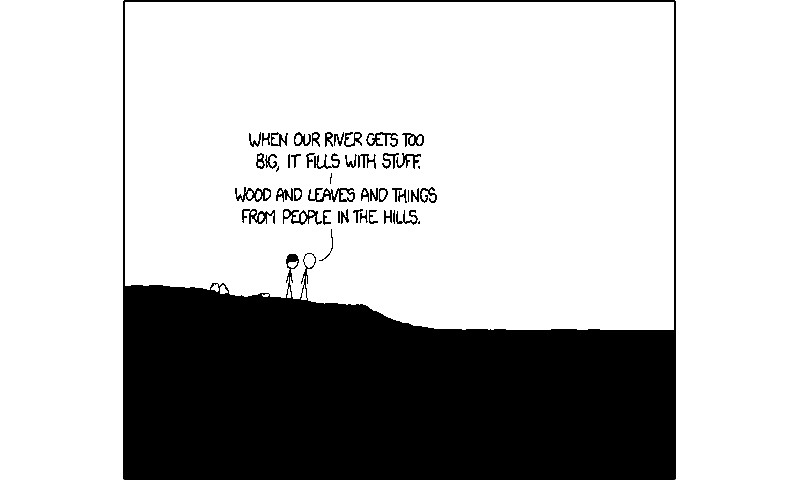 WHEN OUR RIVER GETS TOO
BIG, IT FILLS WITH STUFF.
WOOD AND LEAVES AND THINGS
FROM PEOPLE IN THE HILLS.